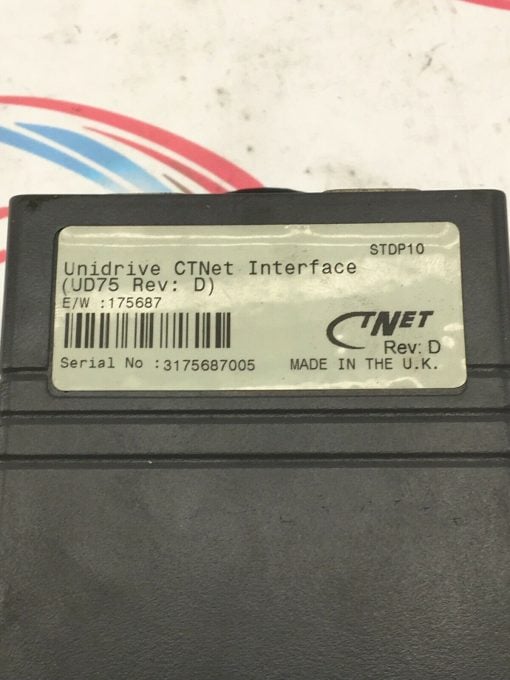 STDP10
Unidrive CTNet Interface
(UD75 Rev: D)
E/W :175687
CTNET
Rev: D
Serial No :3175687005
MADE IN THE U.K.